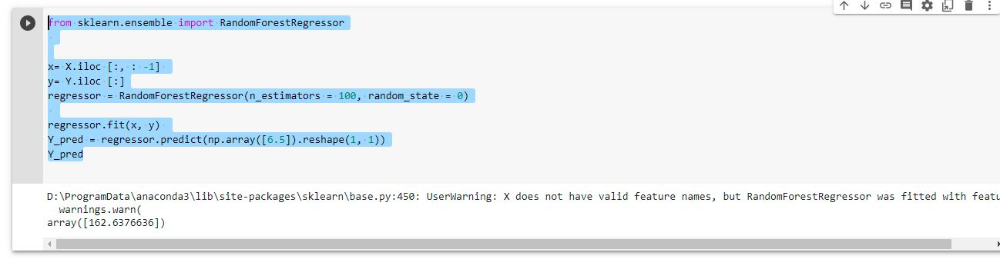 from sklearn.ensemble import RandomForestRegressor
x= X.iloc [:, : -1]
y= Y.iloc [:]
regressor = RandomForestRegressor(n_estimators = 100, random_state = 0)
regressor.fit(x, y)
Y_pred = regressor.predict(np.array([6.5]).reshape(1, 1))
Y_pred
D:\ProgramData\anaconda3\lib\site-packages\sklearn\base.py:450: UserWarning: X does not have valid feature names, but RandomForestRegressor was fitted with featu
warnings.warn(
array([162.6376636])